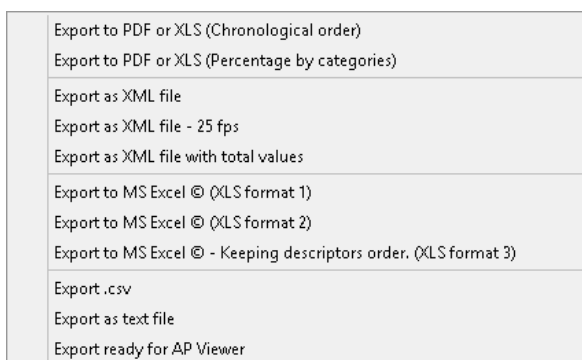 Export to PDF or XLS (Chronological order)
Export to PDF or XLS (Percentage by categories)
Export as XML file
Export as XML file - 25 fps
Export as XML file with total values
Export to MS Excel © (XLS format 1)
Export to MS Excel © (XLS format 2)
Export to MS Excel © - Keeping descriptors order. (XLS format 3)
Export .csv
Export as text file
Export ready for AP Viewer